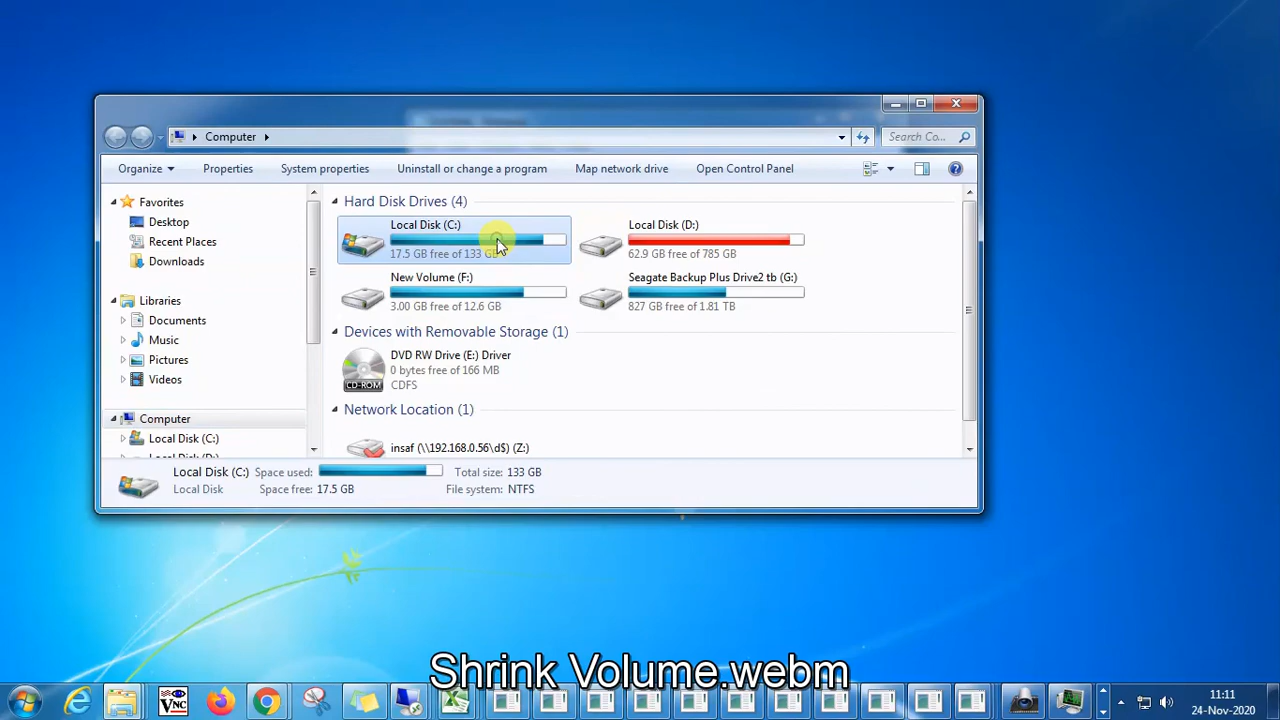 Computer
Search Co...
Organize
Properties
System properties
Uninstall or change a program
Map network drive
Open Control Panel
Favorites
Desktop
Recent Places
Downloads
Libraries
Documents
Music
Pictures
Videos
Computer
Local Disk (C:)
Local Disk (D:)
Hard Disk Drives (4)
Local Disk (C:)
17.5 GB free of 133 GB
Local Disk (D:)
62.9 GB free of 785 GB
New Volume (F:)
3.00 GB free of 12.6 GB
Seagate Backup Plus Drive2 tb (G:)
827 GB free of 1.81 TB
Devices with Removable Storage (1)
DVD RW Drive (E:) Driver
0 bytes free of 166 MB
CDFS
CD-ROM
Network Location (1)
insaf (\\192.168.0.56\d$) (Z:)
Local Disk (C:) Space used: Total size: 133 GB
Local Disk Space free: 17.5 GB File system: NTFS
Shrink Volume.webm
VNC
11:11
24-Nov-2020